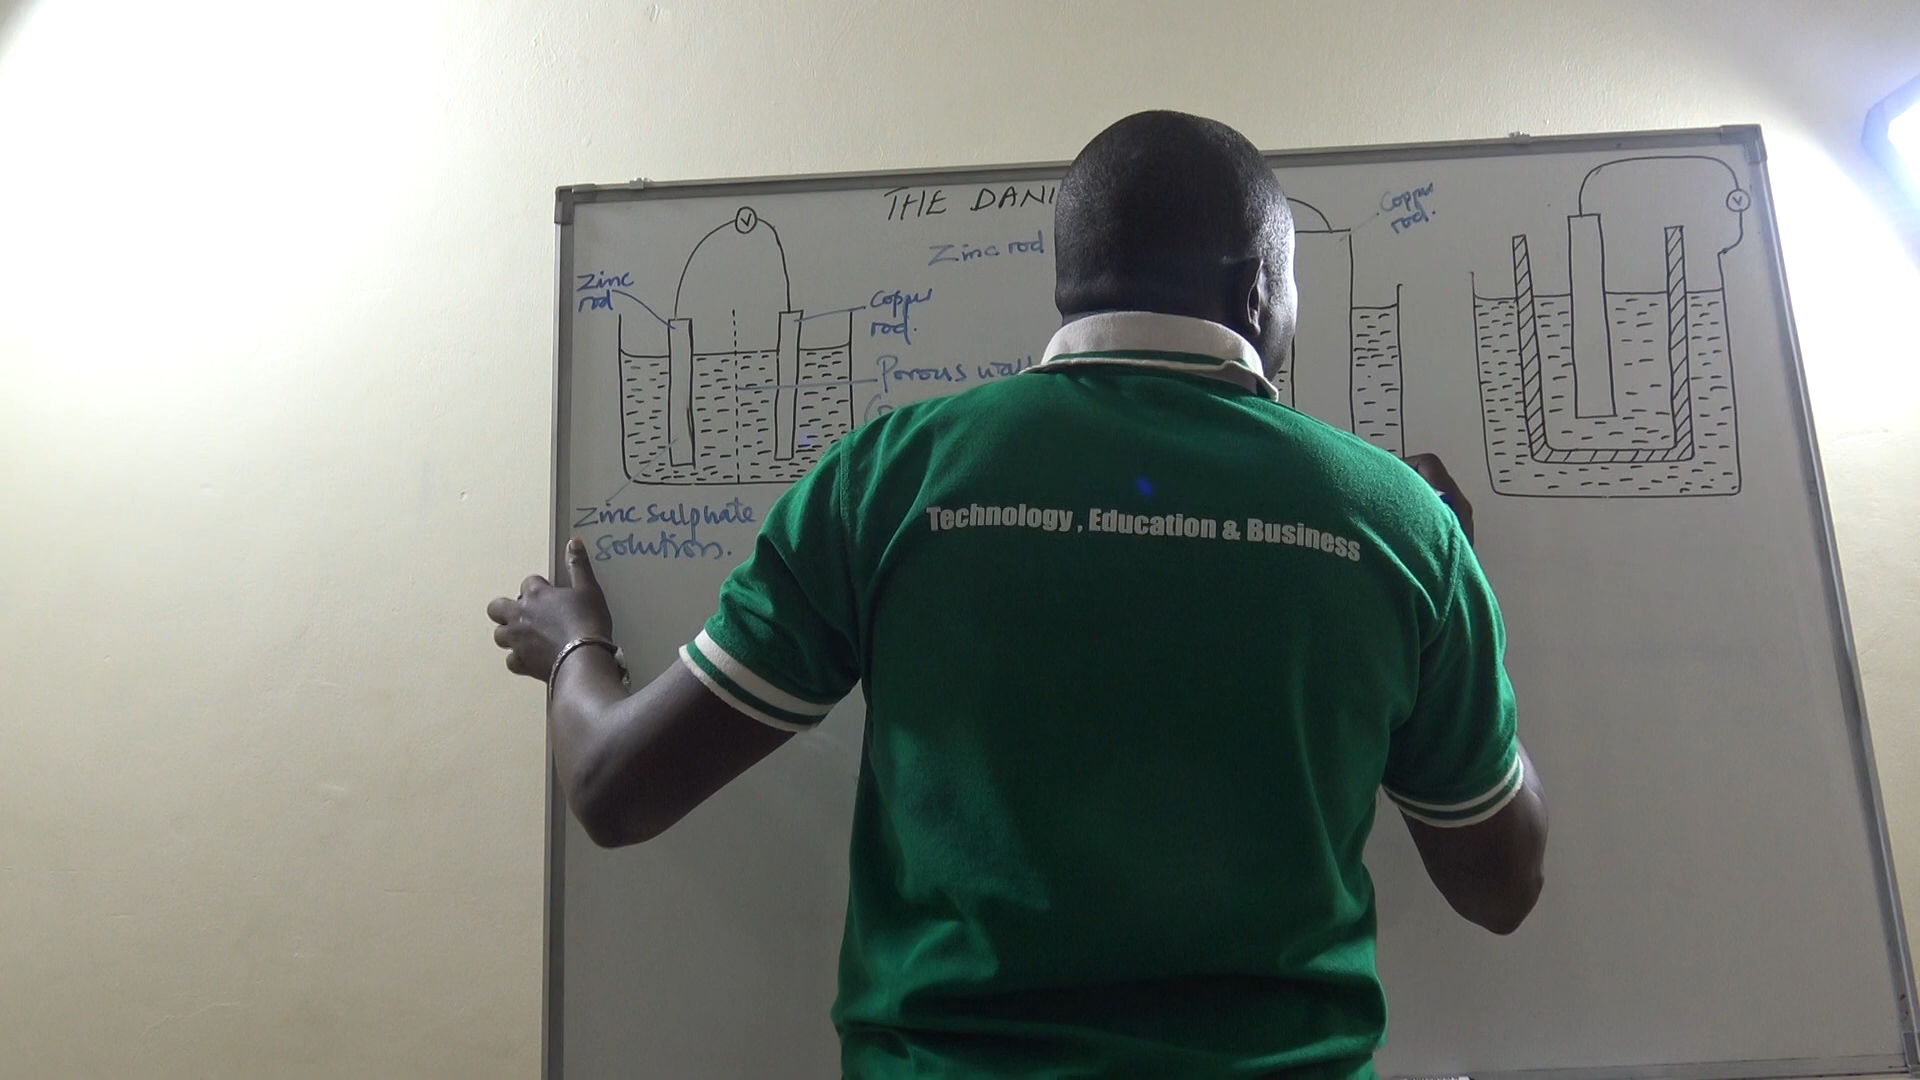 THE DANI
Zinc
rod
V
Copper
rod.
Porous wall
Zinc Sulphate
Solution.
Zinc rod
Copper
rod.
V
Technology, Education & Business